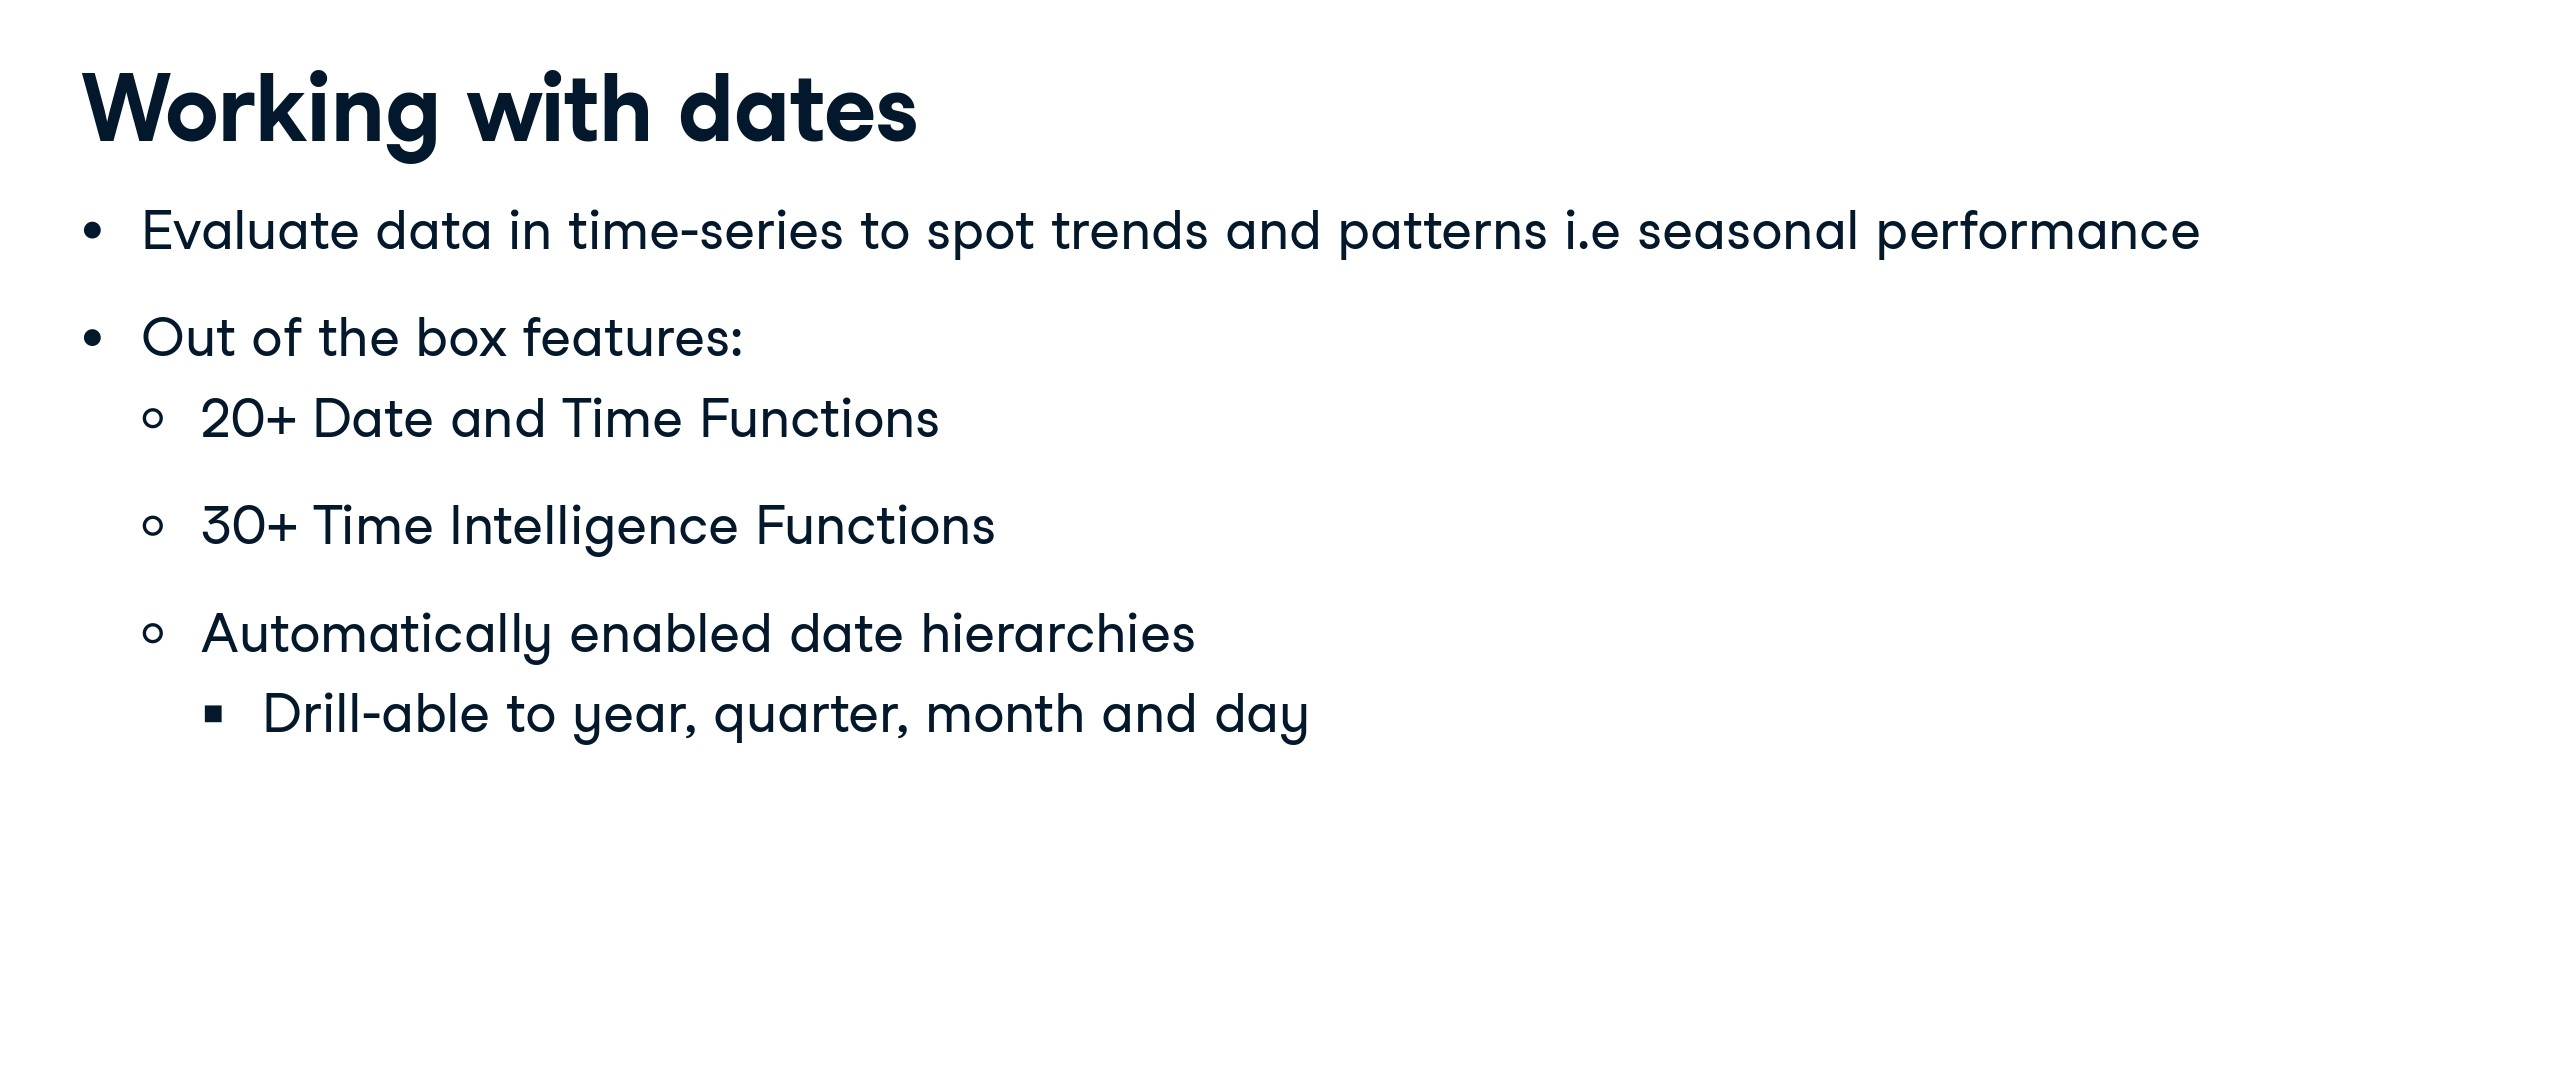 Working with dates
• Evaluate data in time-series to spot trends and patterns i.e seasonal performance
• Out of the box features:
○ 20+ Date and Time Functions
○ 30+ Time Intelligence Functions
○ Automatically enabled date hierarchies
■ Drill-able to year, quarter, month and day